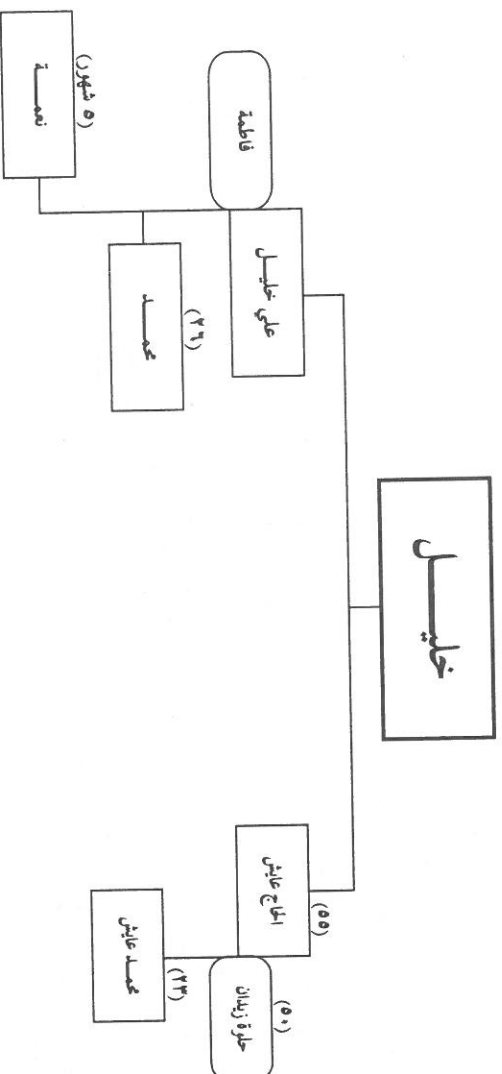 خليل
الحاج عايش
(٥٥)
حلوة زيدان
(٥٠)
محمد عايش
(٢٣)
علي خليل
فاطمة
محمد
(٢٦)
نعمة
(٥ شهور)